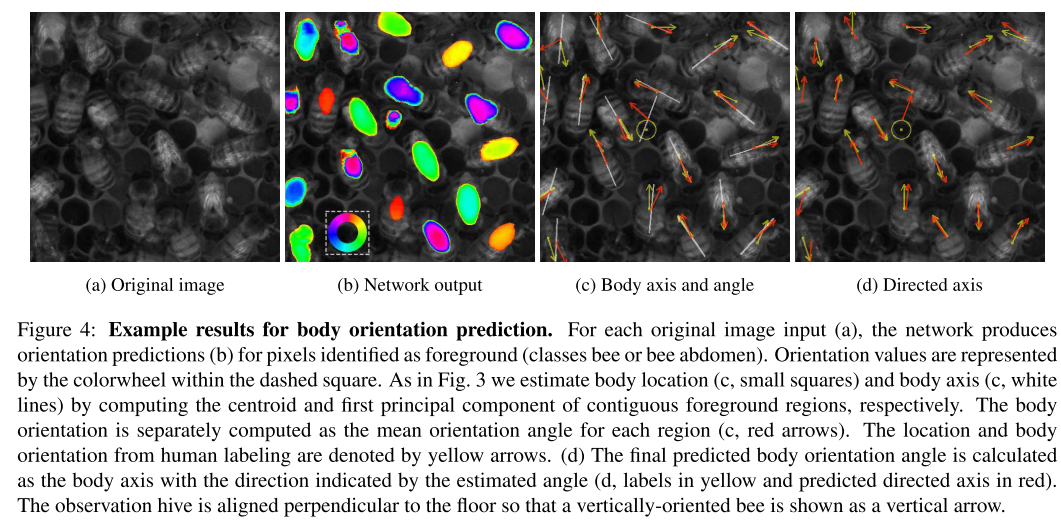 (a) Original image
(b) Network output
(c) Body axis and angle
(d) Directed axis
Figure 4: Example results for body orientation prediction. For each original image input (a), the network produces
orientation predictions (b) for pixels identified as foreground (classes bee or bee abdomen). Orientation values are represented
by the colorwheel within the dashed square. As in Fig. 3 we estimate body location (c, small squares) and body axis (c, white
lines) by computing the centroid and first principal component of contiguous foreground regions, respectively. The body
orientation is separately computed as the mean orientation angle for each region (c, red arrows). The location and body
orientation from human labeling are denoted by yellow arrows. (d) The final predicted body orientation angle is calculated
as the body axis with the direction indicated by the estimated angle (d, labels in yellow and predicted directed axis in red).
The observation hive is aligned perpendicular to the floor so that a vertically-oriented bee is shown as a vertical arrow.